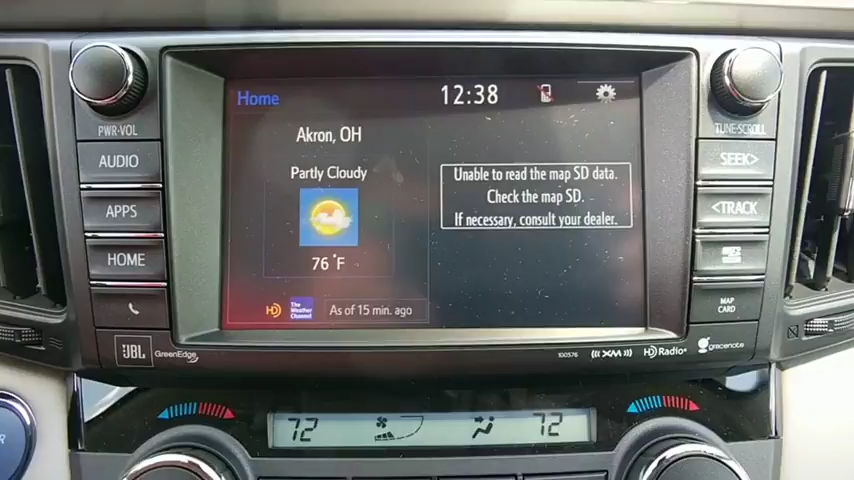 Home
12:38
Akron, OH
Partly Cloudy
76°F
HD
The Weather Channel
As of 15 min. ago
Unable to read the map SD data.
Check the map SD.
If necessary, consult your dealer.
PWR•VOL
AUDIO
APPS
HOME
JBL
GreenEdge
TUNE•SCROLL
SEEK>
<TRACK
MAP
CARD
100576
((XM))
HD Radio
gracenote
72
72
R